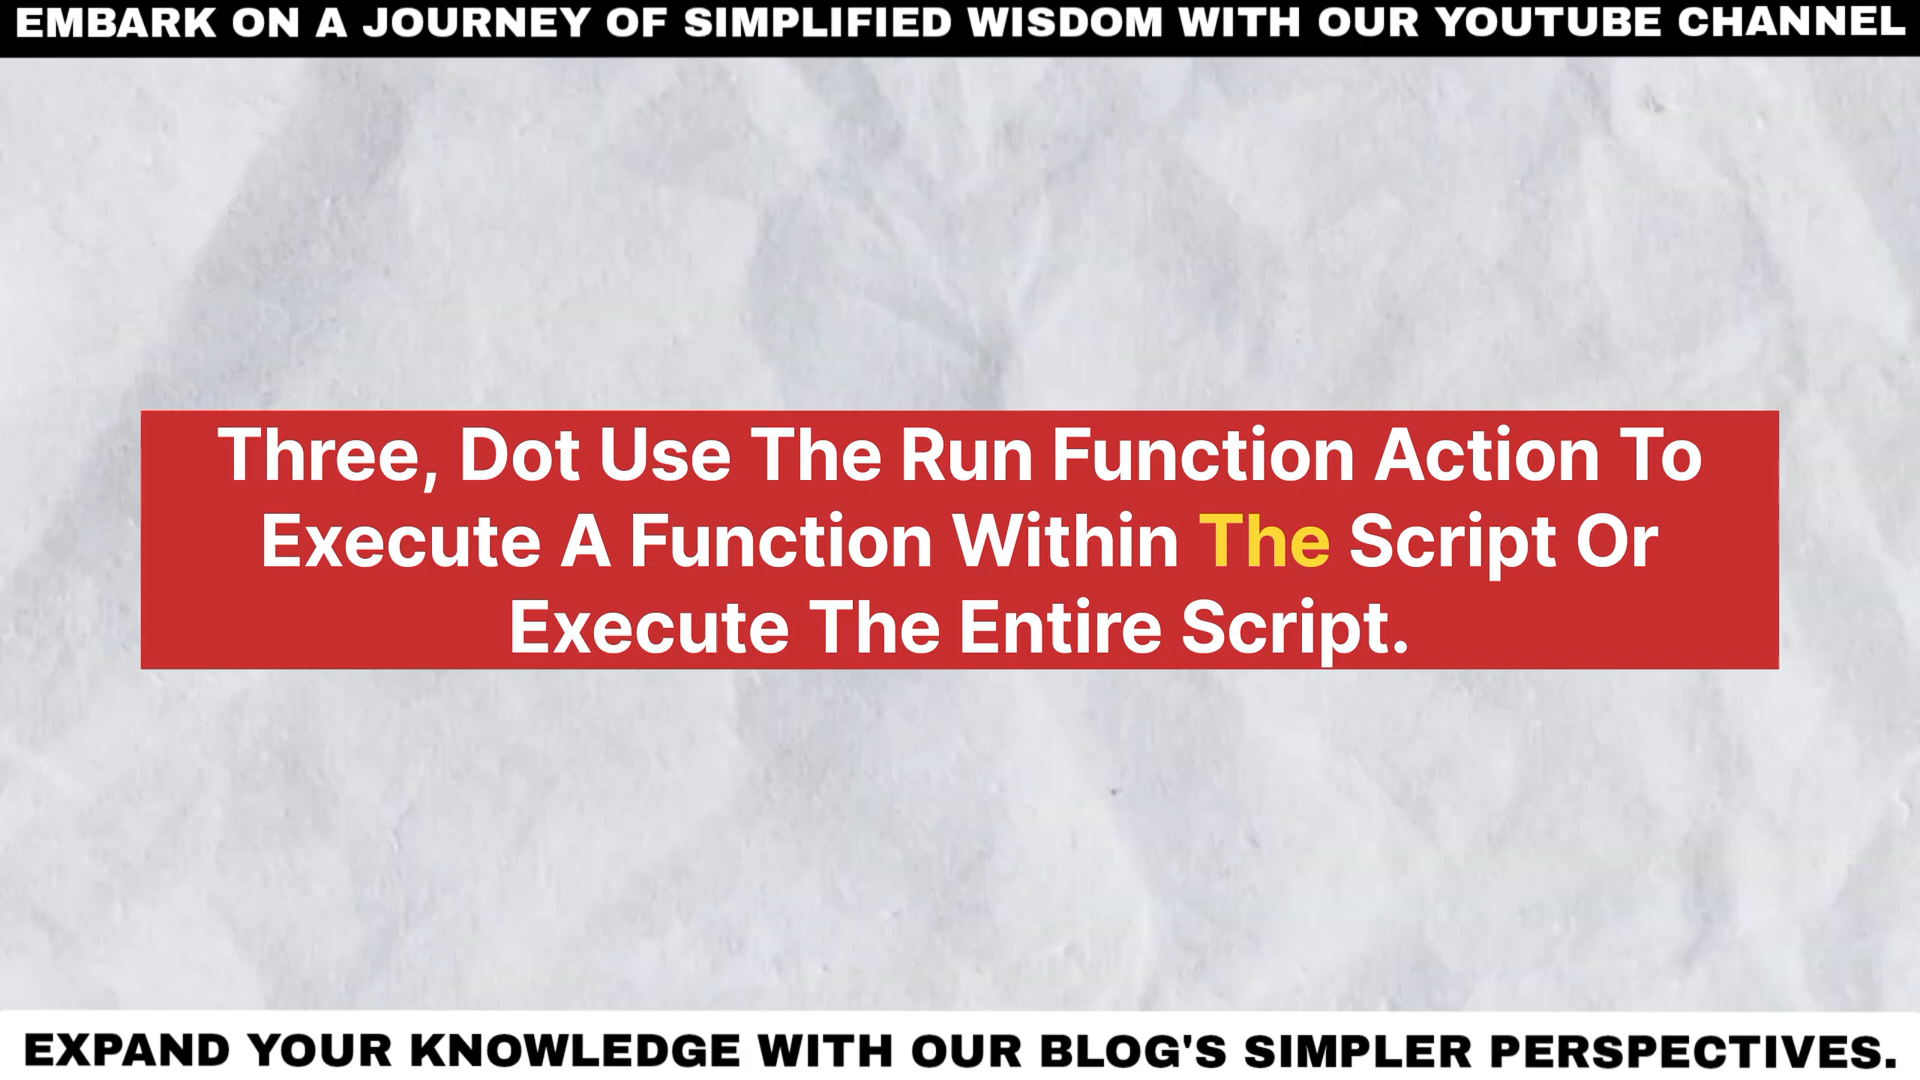 EMBARK ON A JOURNEY OF SIMPLIFIED WISDOM WITH OUR YOUTUBE CHANNEL
Three, Dot Use The Run Function Action To
Execute A Function Within The Script Or
Execute The Entire Script.
EXPAND YOUR KNOWLEDGE WITH OUR BLOG'S SIMPLER PERSPECTIVES.